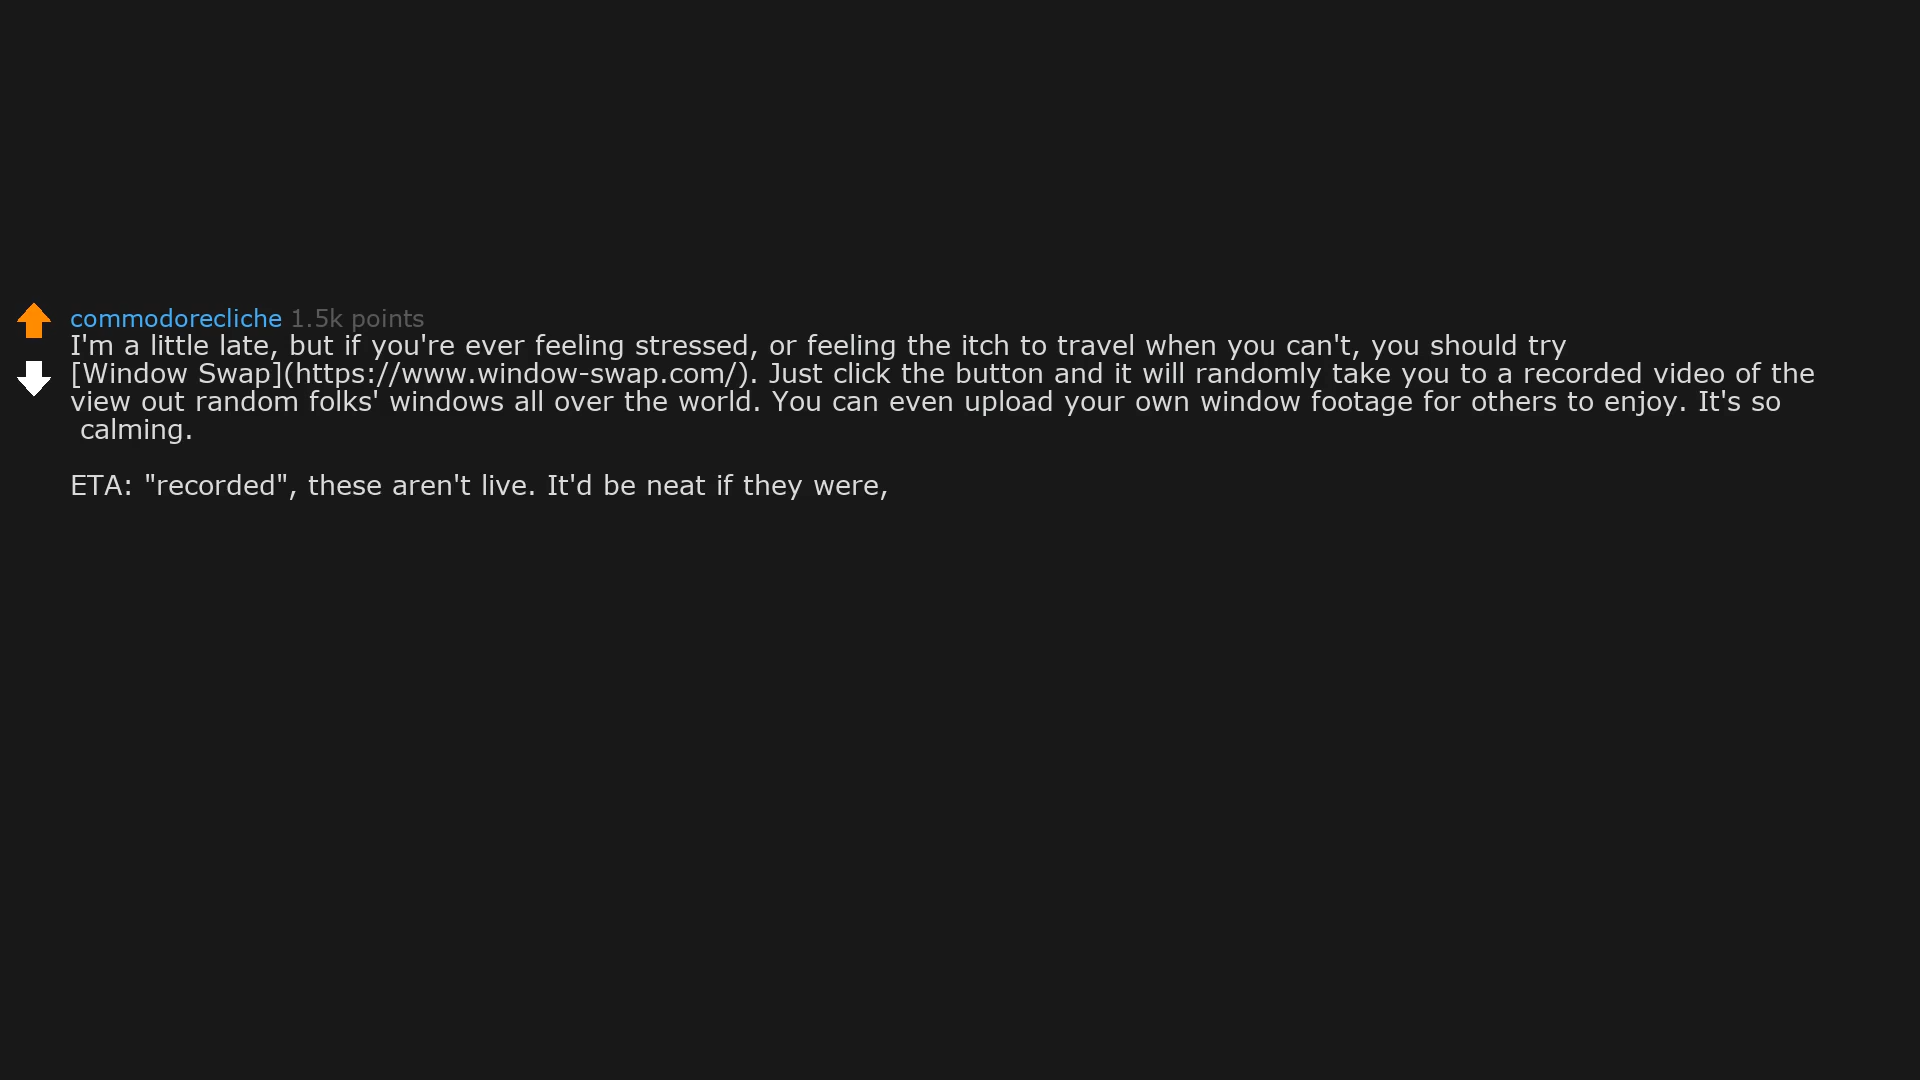 commodorecliche 1.5k points
I'm a little late, but if you're ever feeling stressed, or feeling the itch to travel when you can't, you should try
[Window Swap](https://www.window-swap.com/). Just click the button and it will randomly take you to a recorded video of the
view out random folks' windows all over the world. You can even upload your own window footage for others to enjoy. It's so
calming.
ETA: "recorded", these aren't live. It'd be neat if they were,